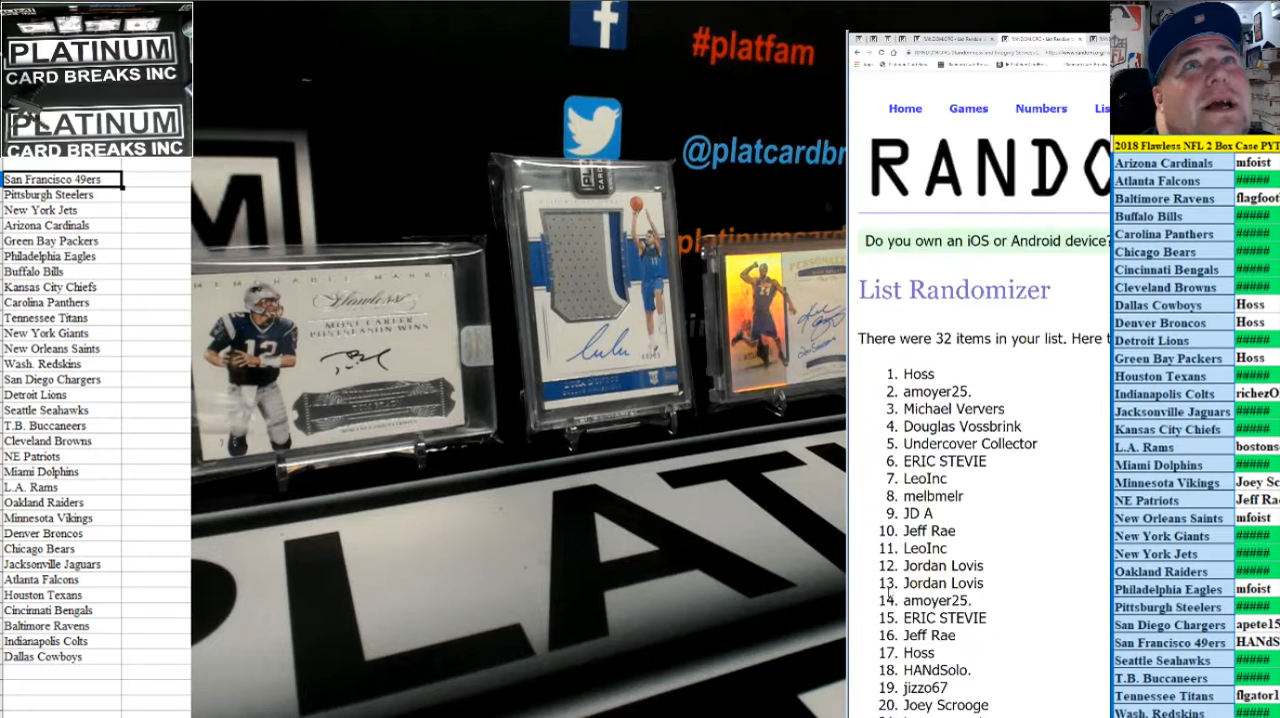 PLATINUM
CARD BREAKS INC
PLATINUM
CARD BREAKS INC
San Francisco 49ers
Pittsburgh Steelers
New York Jets
Arizona Cardinals
Green Bay Packers
Philadelphia Eagles
Buffalo Bills
Kansas City Chiefs
Carolina Panthers
Tennessee Titans
New York Giants
New Orleans Saints
Wash. Redskins
San Diego Chargers
Detroit Lions
Seattle Seahawks
T.B. Buccaneers
Cleveland Browns
NE Patriots
Miami Dolphins
L.A. Rams
Oakland Raiders
Minnesota Vikings
Denver Broncos
Chicago Bears
Jacksonville Jaguars
Atlanta Falcons
Houston Texans
Cincinnati Bengals
Baltimore Ravens
Indianapolis Colts
Dallas Cowboys
#platfam
@platcardbr
platinum
Flawless
MOST CAREER
POSTSEASON WINS
12
PLAT
Home Games Numbers Lis
RANDO
Do you own an iOS or Android device?
List Randomizer
There were 32 items in your list. Here t
1. Hoss
2. amoyer25.
3. Michael Ververs
4. Douglas Vossbrink
5. Undercover Collector
6. ERIC STEVIE
7. LeoInc
8. melbmelr
9. JD A
10. Jeff Rae
11. LeoInc
12. Jordan Lovis
13. Jordan Lovis
14. amoyer25.
15. ERIC STEVIE
16. Jeff Rae
17. Hoss
18. HANdSolo.
19. jizzo67
20. Joey Scrooge
2018 Flawless NFL 2 Box Case PYT
Arizona Cardinals mfoist
Atlanta Falcons #####
Baltimore Ravens flagfoot
Buffalo Bills #####
Carolina Panthers #####
Chicago Bears #####
Cincinnati Bengals #####
Cleveland Browns #####
Dallas Cowboys Hoss
Denver Broncos Hoss
Detroit Lions #####
Green Bay Packers Hoss
Houston Texans #####
Indianapolis Colts richezO
Jacksonville Jaguars #####
Kansas City Chiefs #####
L.A. Rams bostons
Miami Dolphins #####
Minnesota Vikings Joey Sc
NE Patriots Jeff Ra
New Orleans Saints mfoist
New York Giants #####
New York Jets #####
Oakland Raiders #####
Philadelphia Eagles mfoist
Pittsburgh Steelers #####
San Diego Chargers apete15
San Francisco 49ers HANdS
Seattle Seahawks #####
T.B. Buccaneers #####
Tennessee Titans flgator1
Wash. Redskins #####